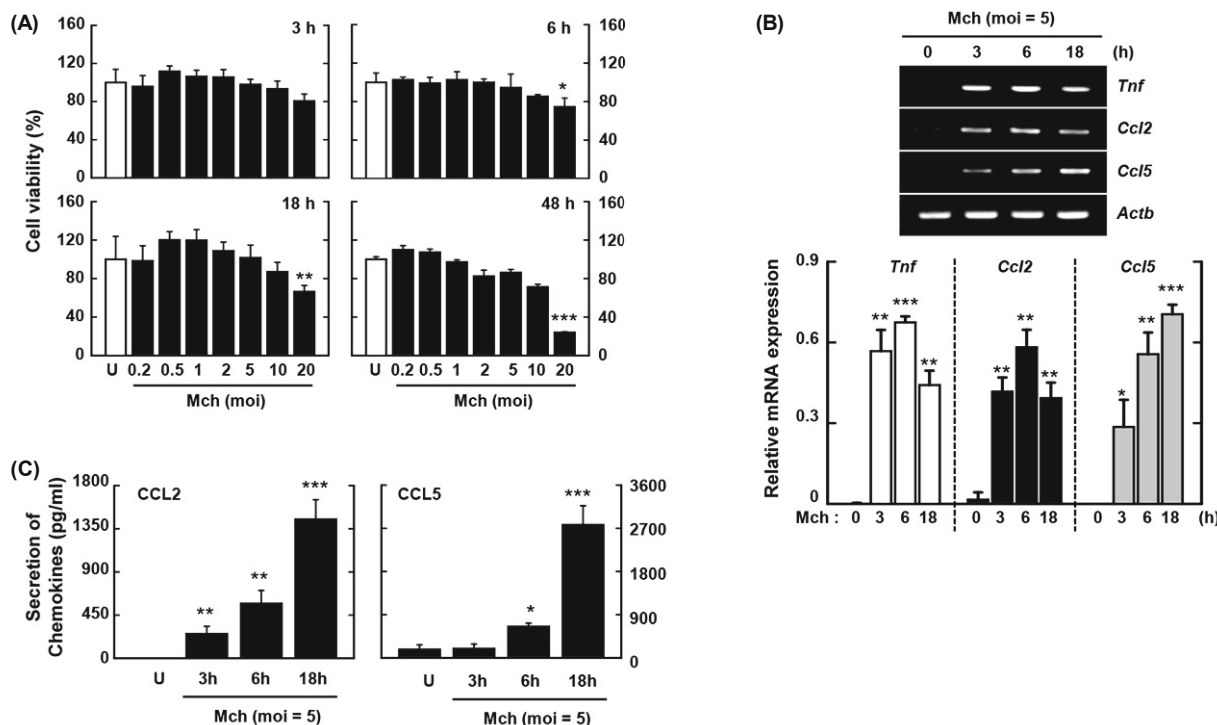 (A)
160
120
80
40
0
3 h
6 h
160
120
80
40
0
*
160
120
80
40
0
18 h
**
48 h
***
160
120
80
40
0
Cell viability (%)
U 0.2 0.5 1 2 5 10 20
U 0.2 0.5 1 2 5 10 20
Mch (moi)
Mch (moi)
(B)
Mch (moi = 5)
0 3 6 18 (h)
Tnf
Ccl2
Ccl5
Actb
Relative mRNA expression
0.9
0.6
0.3
0
Tnf
Ccl2
Ccl5
** *** **
** ** **
* ** ***
Mch : 0 3 6 18 0 3 6 18 0 3 6 18 (h)
(C)
Secretion of
Chemokines (pg/ml)
1800
1350
900
450
0
CCL2
** ** ***
CCL5
* ***
3600
2700
1800
900
0
U 3h 6h 18h
U 3h 6h 18h
Mch (moi = 5)
Mch (moi = 5)